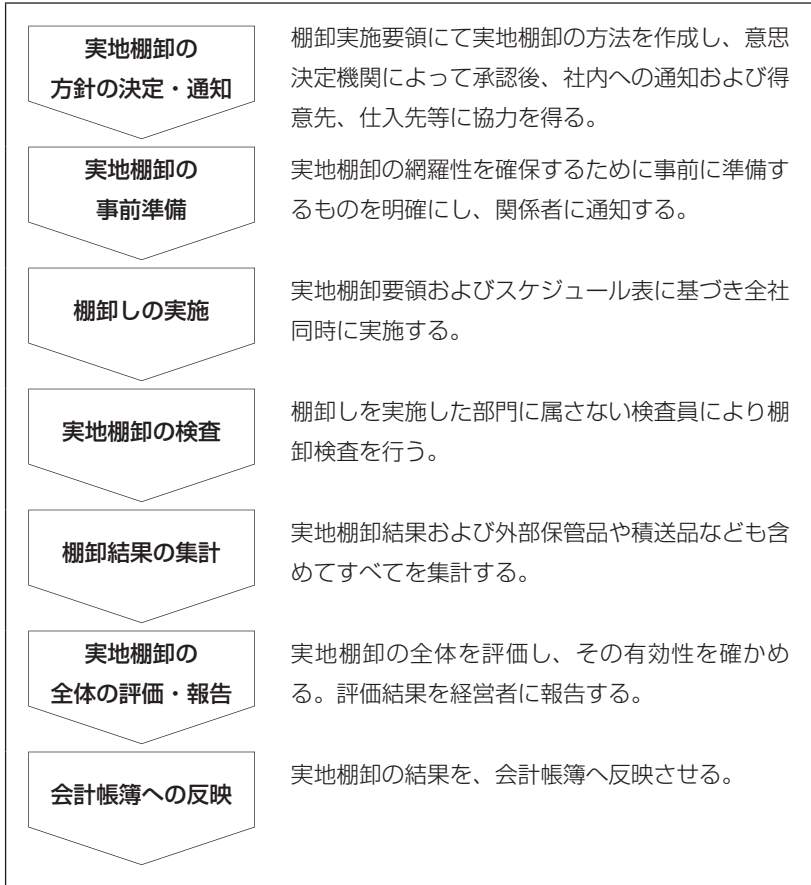 実地棚卸の
方針の決定・通知
棚卸実施要領にて実地棚卸の方法を作成し、意思
決定機関によって承認後、社内への通知および得
意先、仕入先等に協力を得る。
実地棚卸の
事前準備
実地棚卸の網羅性を確保するために事前に準備す
るものを明確にし、関係者に通知する。
棚卸しの実施
実地棚卸要領およびスケジュール表に基づき全社
同時に実施する。
実地棚卸の検査
棚卸しを実施した部門に属さない検査員により棚
卸検査を行う。
棚卸結果の集計
実地棚卸結果および外部保管品や積送品なども含
めてすべてを集計する。
実地棚卸の
全体の評価・報告
実地棚卸の全体を評価し、その有効性を確かめ
る。評価結果を経営者に報告する。
会計帳簿への反映
実地棚卸の結果を、会計帳簿へ反映させる。